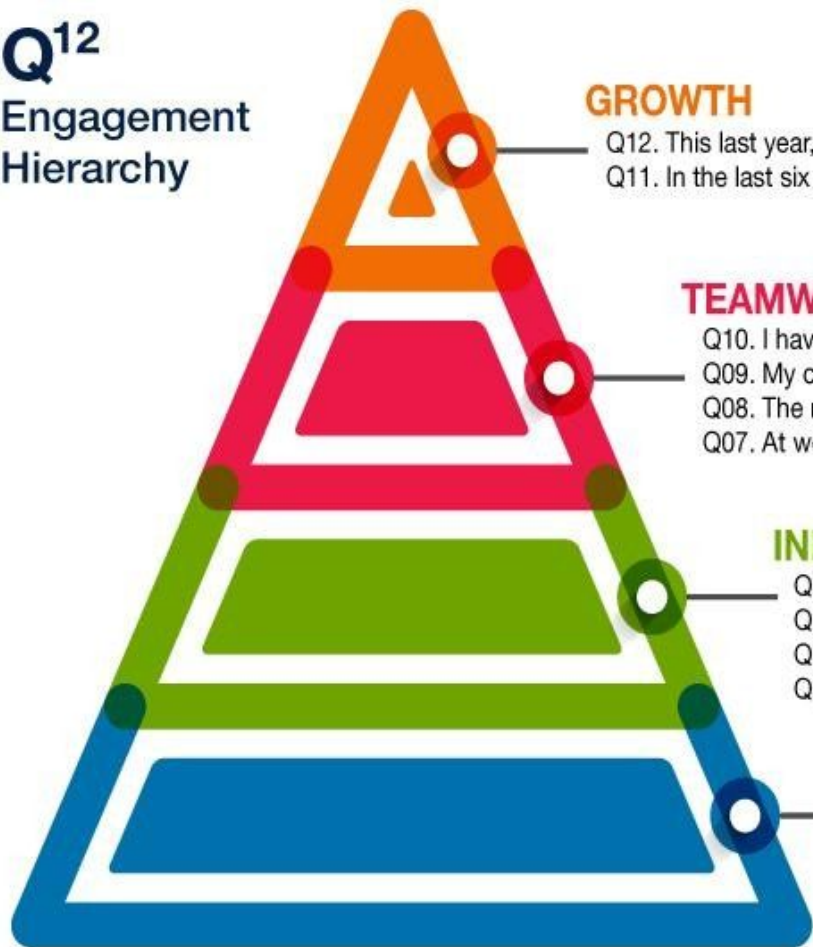 Q12
Engagement
Hierarchy
GROWTH
Q12. This last year,
Q11. In the last six
TEAMW
Q10. I hav
Q09. My c
Q08. The
Q07. At w
IN
Q
Q
Q
Q